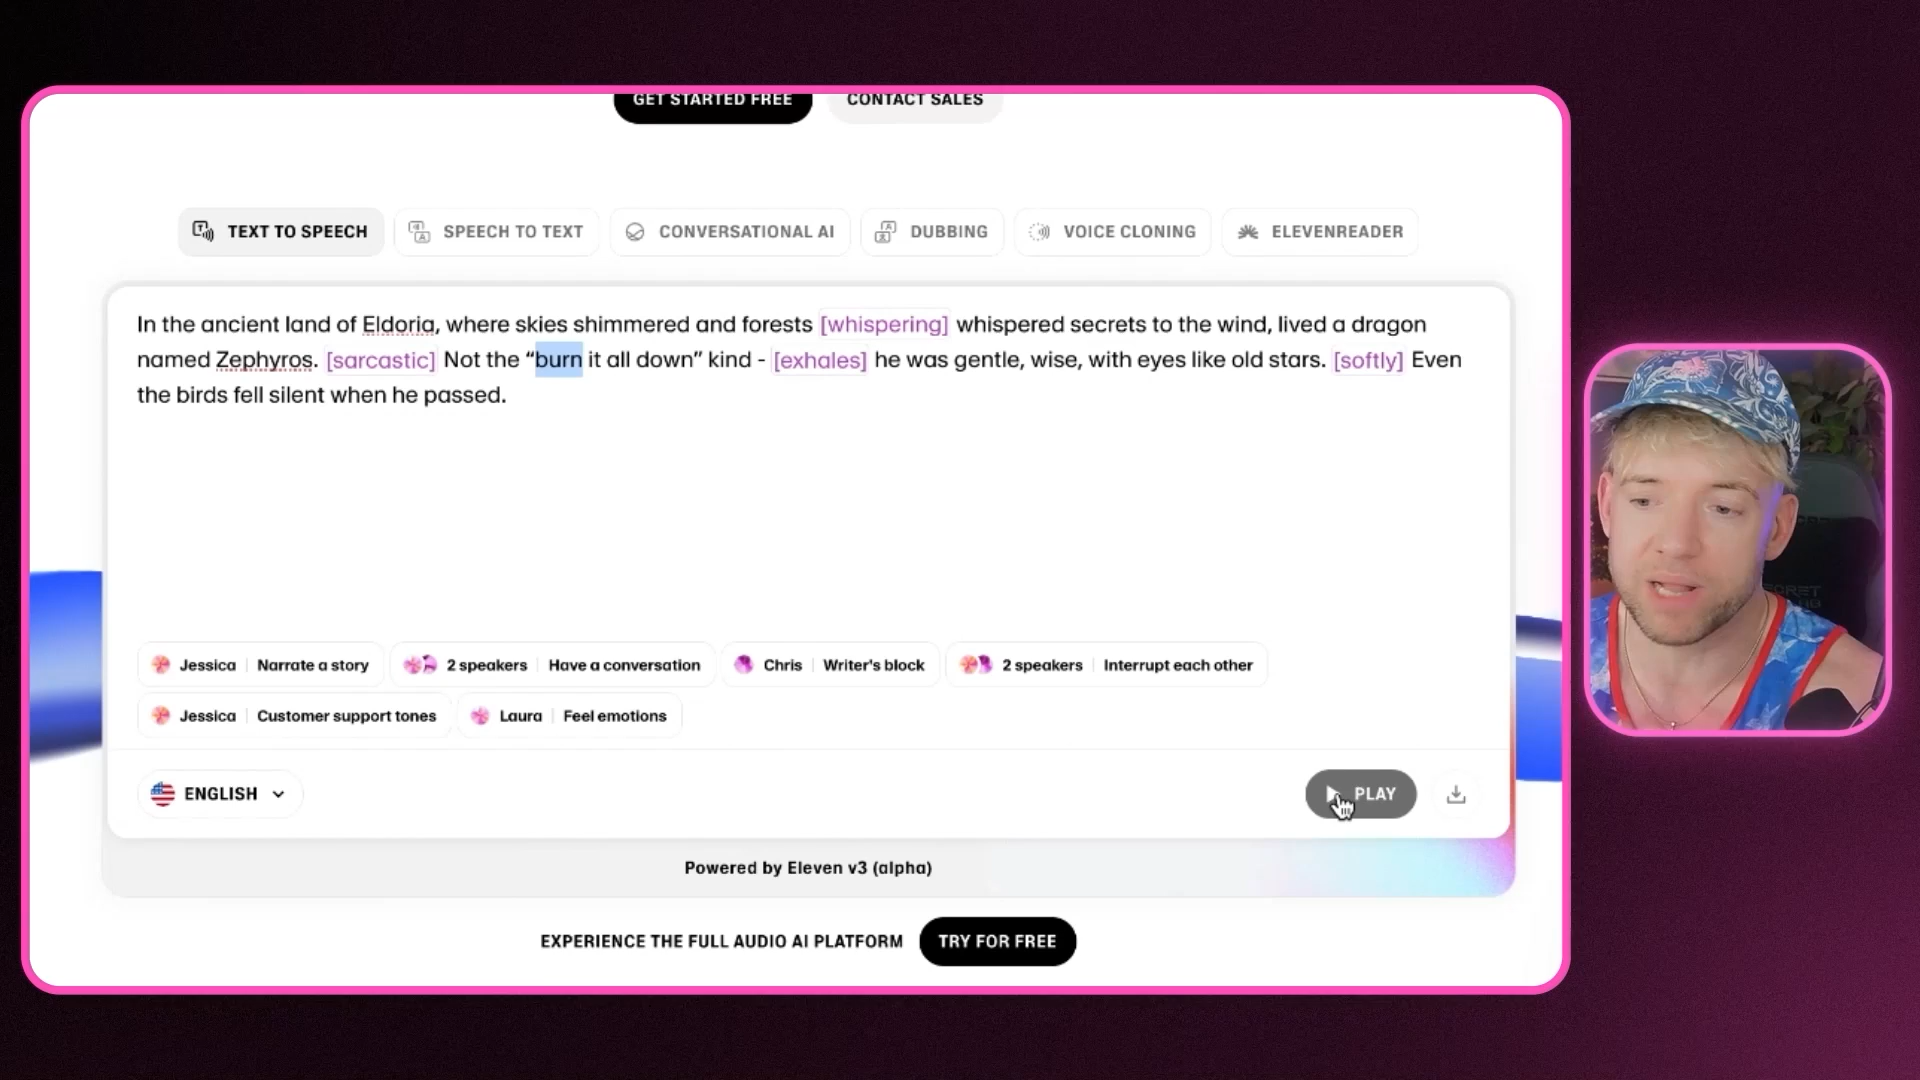 GET STARTED FREE CONTACT SALES
TEXT TO SPEECH SPEECH TO TEXT CONVERSATIONAL AI DUBBING VOICE CLONING ELEVENREADER
In the ancient land of Eldoria, where skies shimmered and forests [whispering] whispered secrets to the wind, lived a dragon
named Zephyros. [sarcastic] Not the “burn it all down” kind - [exhales] he was gentle, wise, with eyes like old stars. [softly] Even
the birds fell silent when he passed.
Jessica Narrate a story 2 speakers Have a conversation Chris Writer's block 2 speakers Interrupt each other
Jessica Customer support tones Laura Feel emotions
ENGLISH PLAY
Powered by Eleven v3 (alpha)
EXPERIENCE THE FULL AUDIO AI PLATFORM TRY FOR FREE